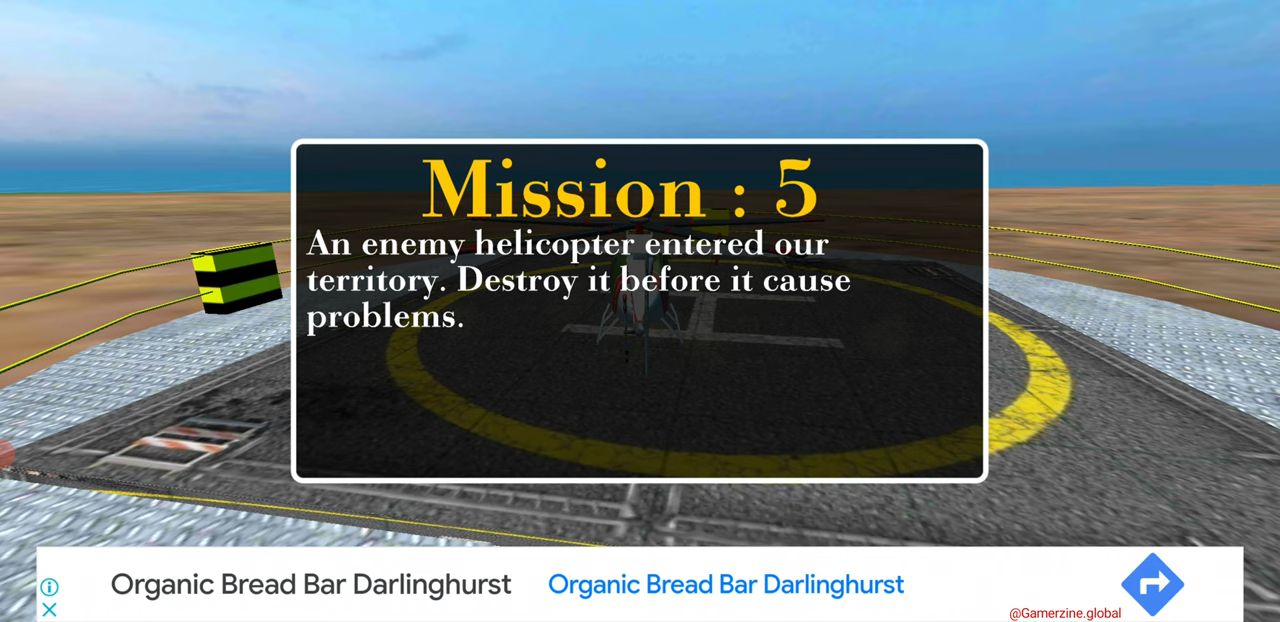 Mission : 5
An enemy helicopter entered our
territory. Destroy it before it cause
problems.
Organic Bread Bar Darlinghurst
Organic Bread Bar Darlinghurst
@Gamerzine.global